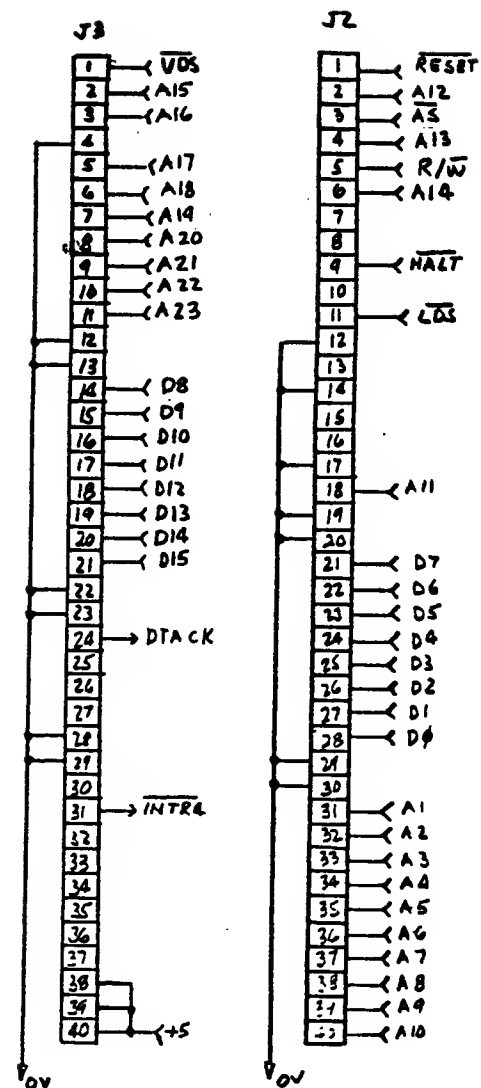 J3
1 VDS
2 A15
3 A16
4
5 A17
6 A18
7 A19
8 A20
9 A21
10 A22
11 A23
12
13
14 D8
15 D9
16 D10
17 D11
18 D12
19 D13
20 D14
21 D15
22
23
24 DTACK
25
26
27
28
29
30
31 INTRQ
32
33
34
35
36
37
38
39
40 +5
0V
J2
1 RESET
2 A12
3 AS
4 A13
5 R/W
6 A14
7
8
9 HALT
10
11 LDS
12
13
14
15
16
17
18 A11
19
20
21 D7
22 D6
23 D5
24 D4
25 D3
26 D2
27 D1
28 DØ
29
30
31 A1
32 A2
33 A3
34 A4
35 A5
36 A6
37 A7
38 A8
A9
A10
0V